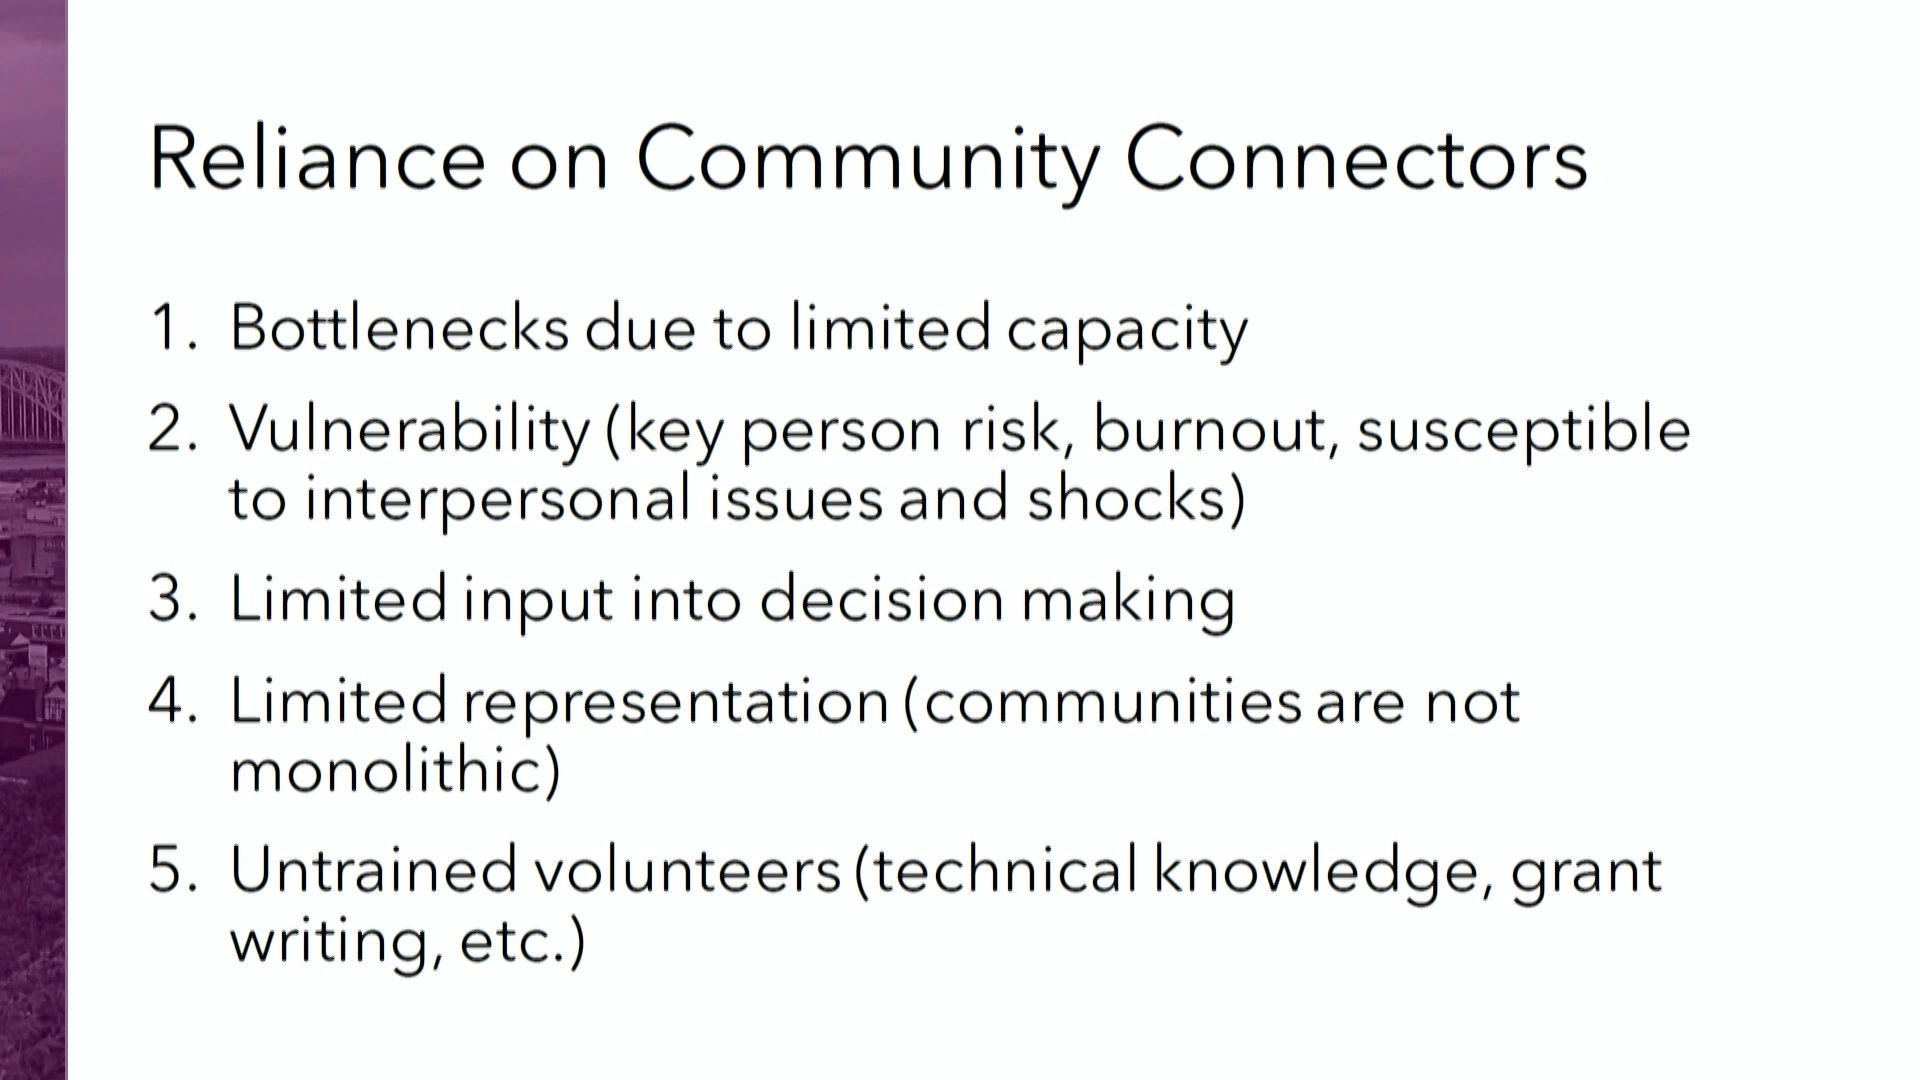 Reliance on Community Connectors
1. Bottlenecks due to limited capacity
2. Vulnerability (key person risk, burnout, susceptible
to interpersonal issues and shocks)
3. Limited input into decision making
4. Limited representation (communities are not
monolithic)
5. Untrained volunteers (technical knowledge, grant
writing, etc.)